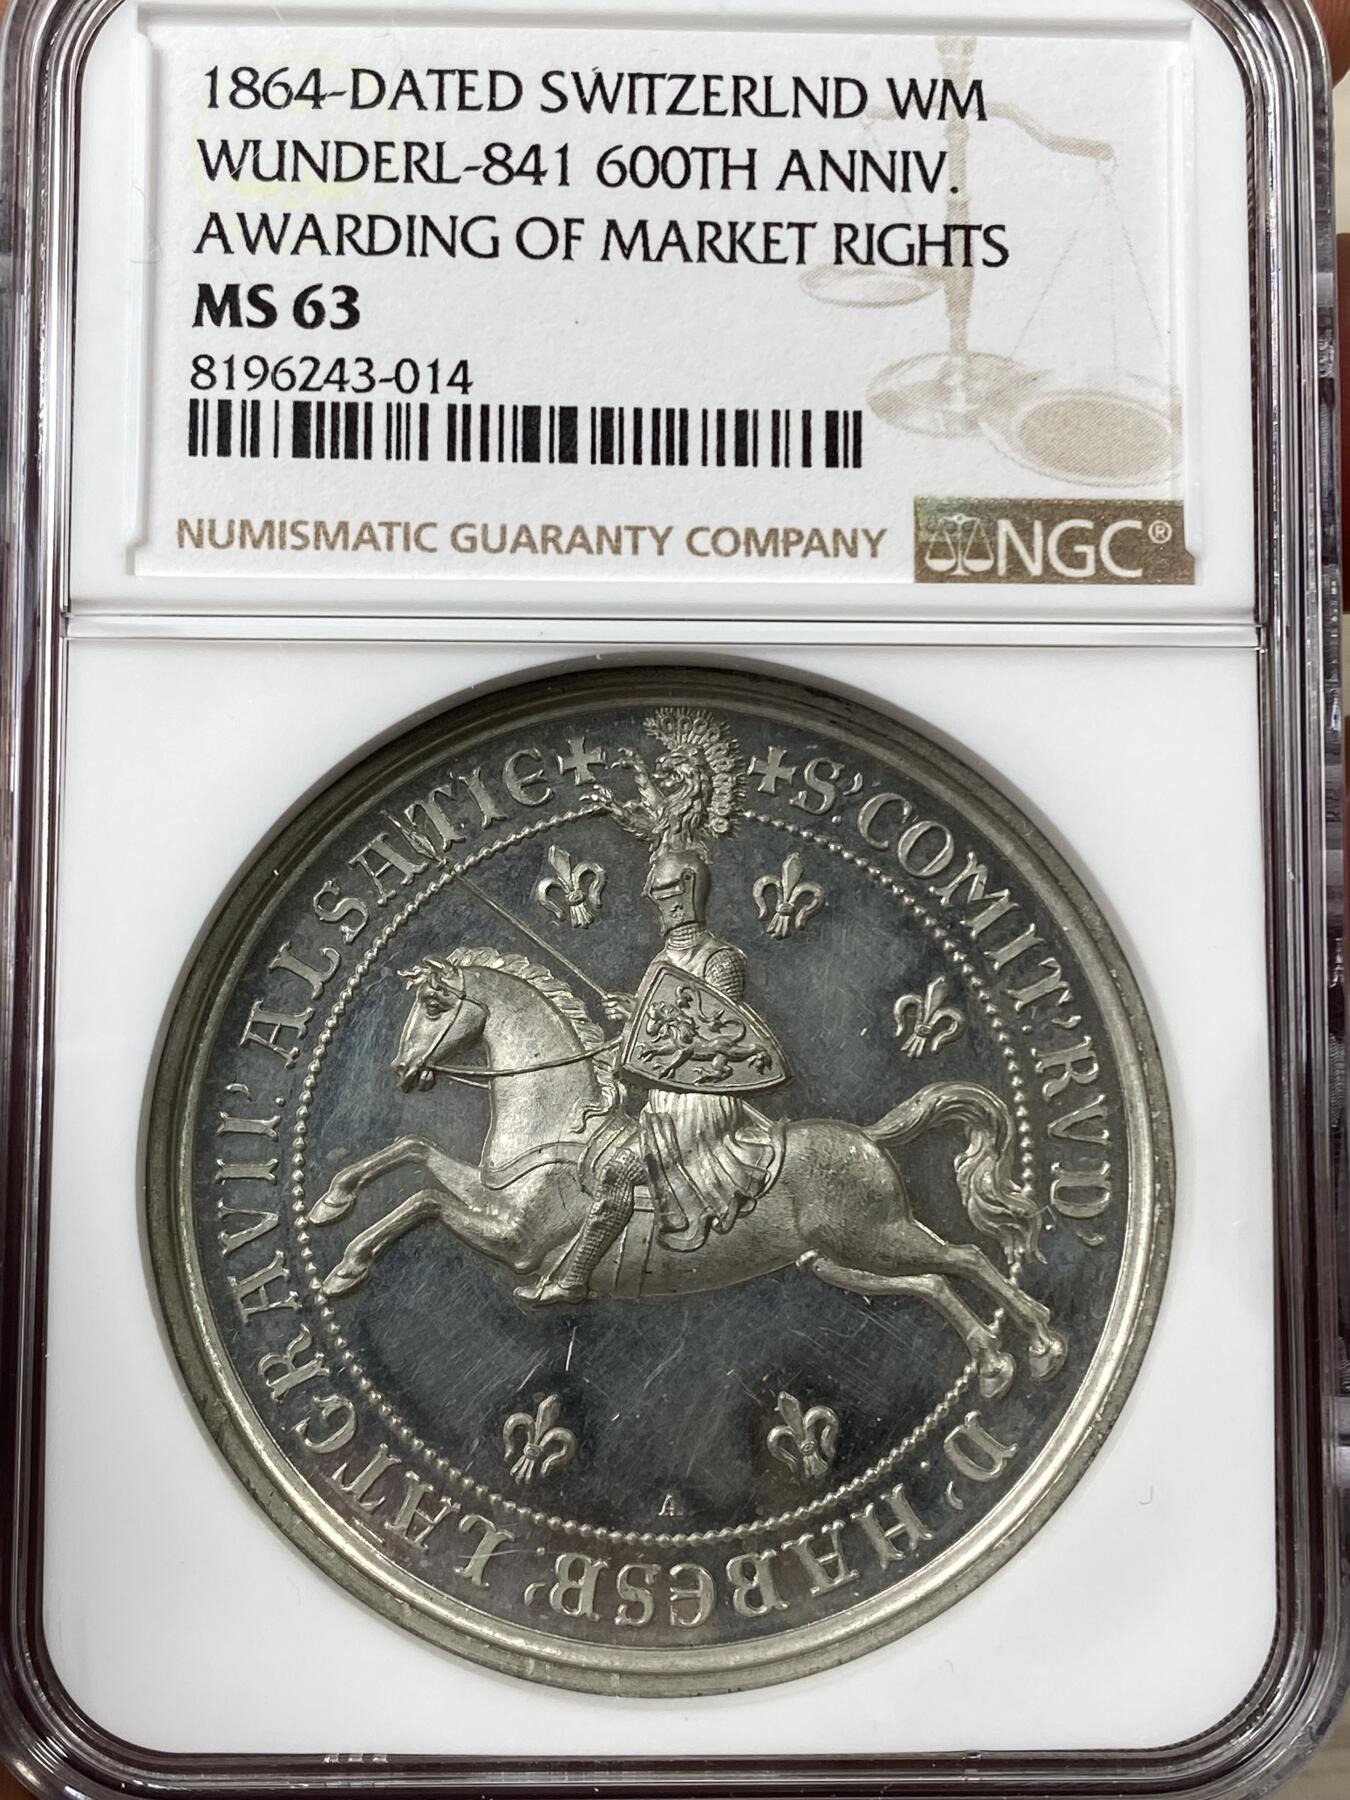 1864-DATED SWITZERLND WM
WUNDERL-841 600TH ANNIV.
AWARDING OF MARKET RIGHTS
MS 63
8196243-014
NUMISMATIC GUARANTY COMPANY
NGC®
✠ S' COMIT' RVD' D' HABESB' LATGRAVII' ALSATIE ✠
A